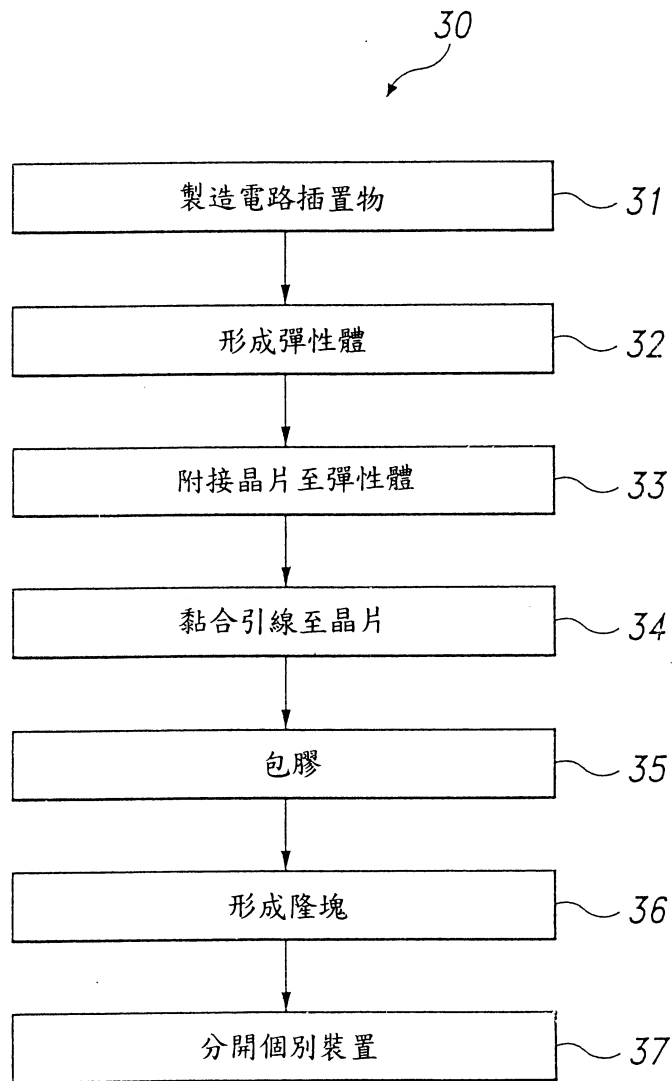 30
製造電路插置物 31
形成彈性體 32
附接晶片至彈性體 33
黏合引線至晶片 34
包膠 35
形成隆塊 36
分開個別裝置 37